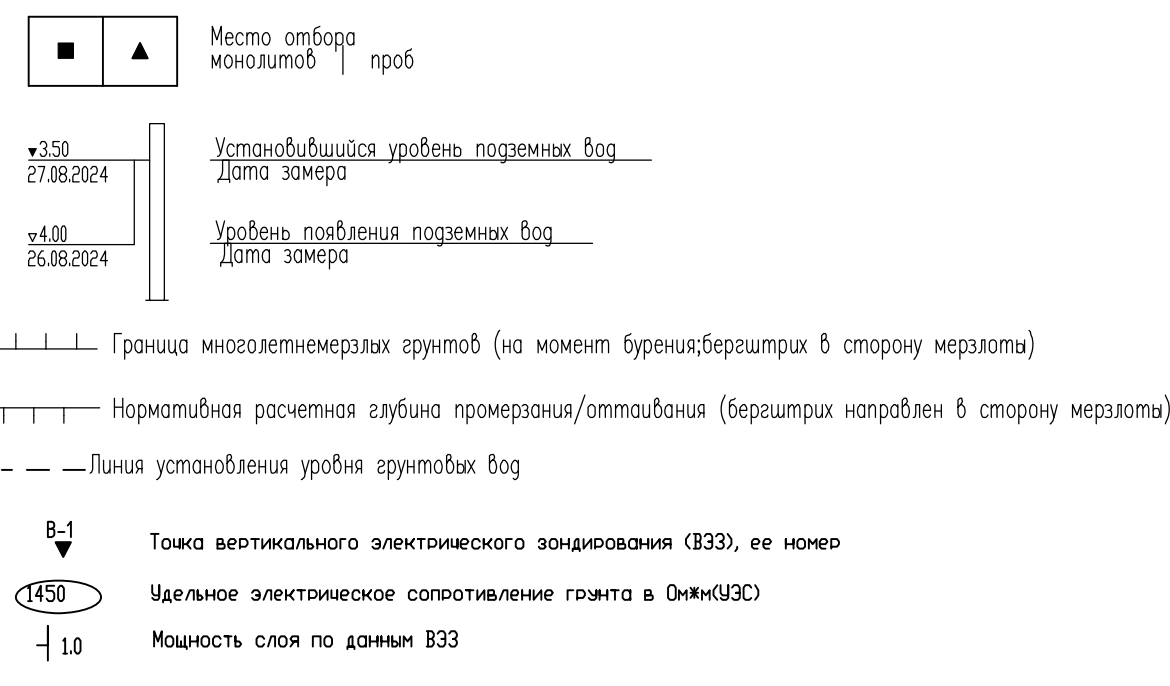 Место отбора
монолитов | проб
3.50
Установившийся уровень подземных вод
27.08.2024
Дата замера
4.00
Уровень появления подземных вод
26.08.2024
Дата замера
Граница многолетнемерзлых грунтов (на момент бурения;бергштрих в сторону мерзлоты)
Нормативная расчетная глубина промерзания/оттаивания (бергштрих направлен в сторону мерзлоты)
Линия установления уровня грунтовых вод
В-1
Точка вертикального электрического зондирования (ВЭЗ), ее номер
1450
Удельное электрическое сопротивление грунта в Ом*м(УЭС)
1.0
Мощность слоя по данным ВЭЗ